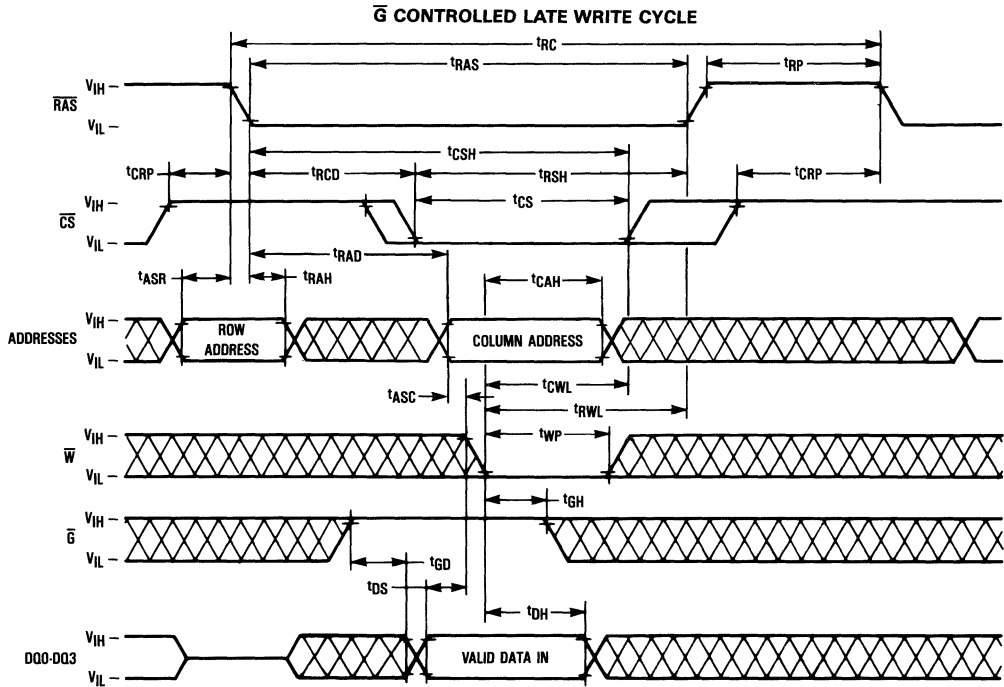 G̅ CONTROLLED LATE WRITE CYCLE
tRC
tRAS
tRP
VIH
R̅A̅S̅
VIL
tCSH
tCRP
tRCD
tRSH
tCRP
VIH
tCS
C̅S̅
VIL
tRAD
tASR
tRAH
tCAH
VIH
ADDRESSES
ROW
ADDRESS
COLUMN ADDRESS
VIL
tCWL
tASC
tRWL
VIH
tWP
W̅
VIL
tGH
VIH
G̅
VIL
tGD
tDS
tDH
VIH
DQ0-DQ3
VALID DATA IN
VIL